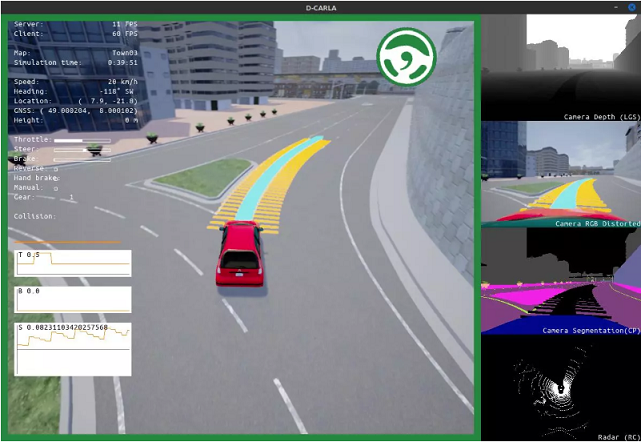 D-CARLA
Server: 11 FPS
Client: 60 FPS
Map: Town03
Simulation time: 0:39:51
Speed: 20 km/h
Heading: -118° SW
Location: ( 7.9, -21.8)
GNSS: ( 49.000204, 0.000102)
Height: 0 m
Throttle:
Steer:
Brake:
Reverse:
Hand brake:
Manual:
Gear: 1
Collision:
T 0.5
B 0.0
S 0.08231103420257568
Camera Depth (LGS)
Camera RGB Distorted
Camera Segmentation(CP)
Radar (RC)